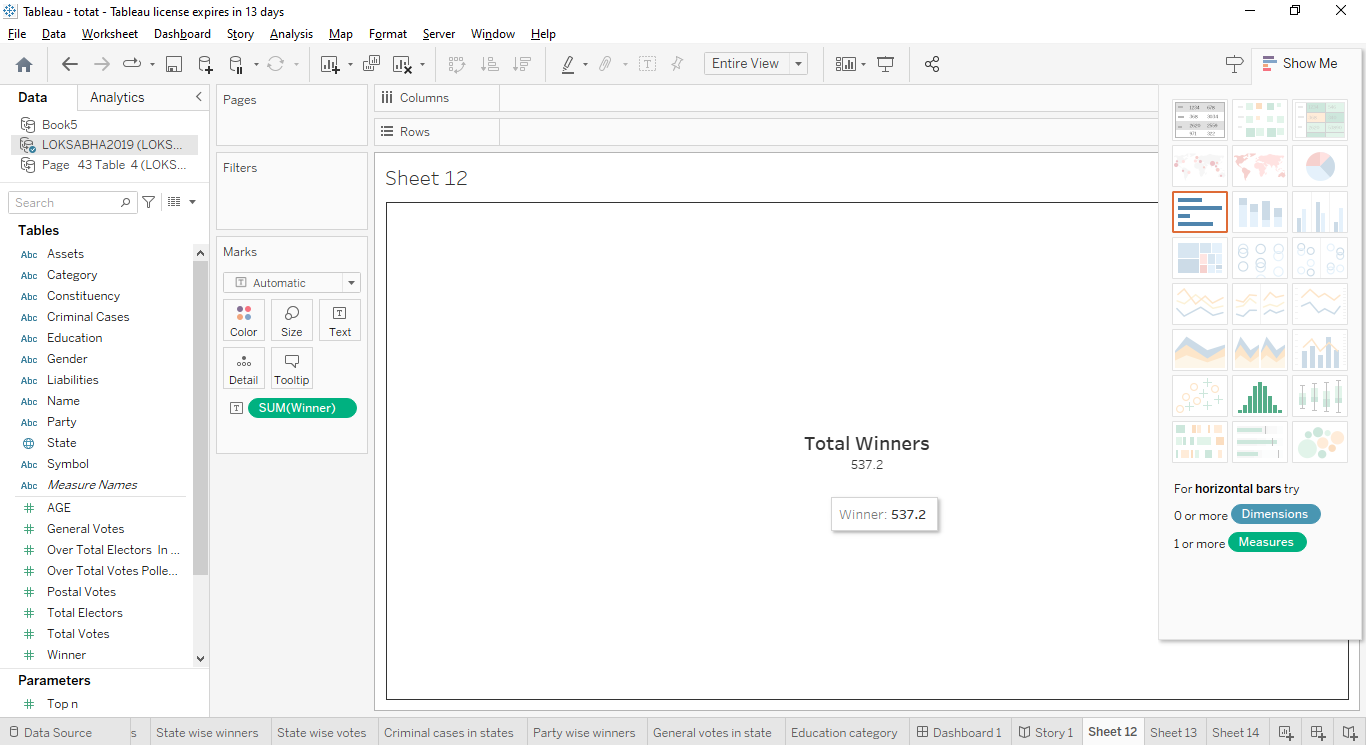 Tableau - totat - Tableau license expires in 13 days
File Data Worksheet Dashboard Story Analysis Map Format Server Window Help
Entire View
Show Me
Data Analytics
Book5
LOKSABHA2019 (LOKS...
Page 43 Table 4 (LOKS...
Search
Tables
Abc Assets
Abc Category
Abc Constituency
Abc Criminal Cases
Abc Education
Abc Gender
Abc Liabilities
Abc Name
Abc Party
State
Abc Symbol
Abc Measure Names
# AGE
# General Votes
# Over Total Electors In ...
# Over Total Votes Polle...
# Postal Votes
# Total Electors
# Total Votes
# Winner
Parameters
# Top n
Pages
Filters
Marks
Automatic
Color Size Text
Detail Tooltip
SUM(Winner)
Columns
Rows
Sheet 12
Total Winners
537.2
Winner: 537.2
For horizontal bars try
0 or more Dimensions
1 or more Measures
Data Source s State wise winners State wise votes Criminal cases in states Party wise winners General votes in state Education category Dashboard 1 Story 1 Sheet 12 Sheet 13 Sheet 14